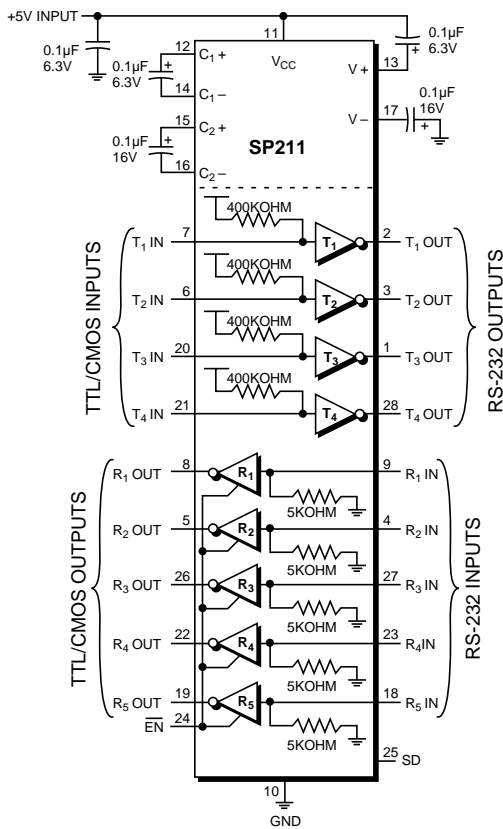 +5V INPUT
0.1µF
6.3V
12
C1+
11
VCC
0.1µF
6.3V
V+
13
0.1µF
6.3V
14
C1−
15
C2+
0.1µF
16V
16
C2−
V−
17
0.1µF
16V
SP211
400KOHM
T1 IN
7
T1
2
T1 OUT
400KOHM
T2 IN
6
T2
3
T2 OUT
400KOHM
T3 IN
20
T3
1
T3 OUT
400KOHM
T4 IN
21
T4
28
T4 OUT
TTL/CMOS INPUTS
RS-232 OUTPUTS
R1 OUT
8
R1
9
R1 IN
5KOHM
R2 OUT
5
R2
4
R2 IN
5KOHM
R3 OUT
26
R3
27
R3 IN
5KOHM
R4 OUT
22
R4
23
R4IN
5KOHM
R5 OUT
19
R5
18
R5 IN
5KOHM
TTL/CMOS OUTPUTS
RS-232 INPUTS
EN
24
25
SD
10
GND